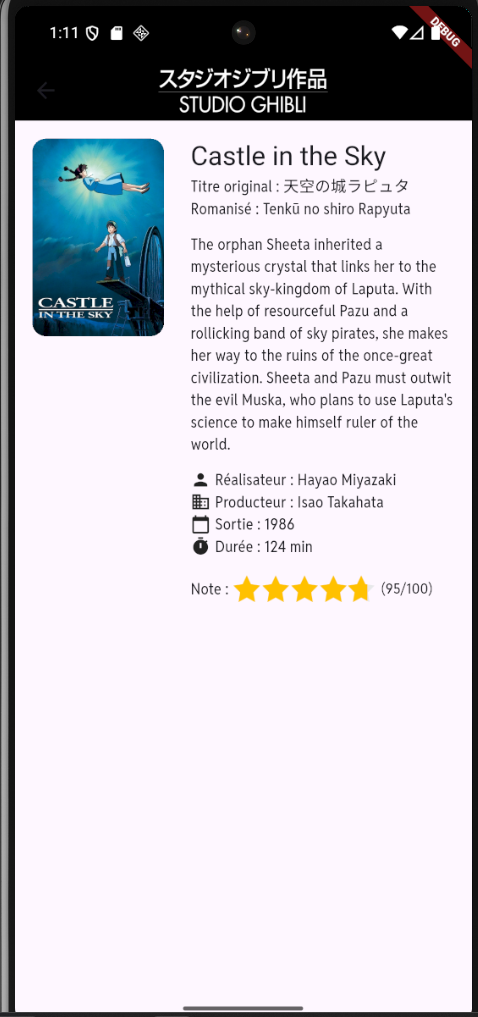 1:11
DEBUG
スタジオジブリ作品
STUDIO GHIBLI
CASTLE
IN THE SKY
Castle in the Sky
Titre original : 天空の城ラピュタ
Romanisé : Tenkū no shiro Rapyuta
The orphan Sheeta inherited a
mysterious crystal that links her to the
mythical sky-kingdom of Laputa. With
the help of resourceful Pazu and a
rollicking band of sky pirates, she makes
her way to the ruins of the once-great
civilization. Sheeta and Pazu must outwit
the evil Muska, who plans to use Laputa's
science to make himself ruler of the
world.
Réalisateur : Hayao Miyazaki
Producteur : Isao Takahata
Sortie : 1986
Durée : 124 min
Note : (95/100)